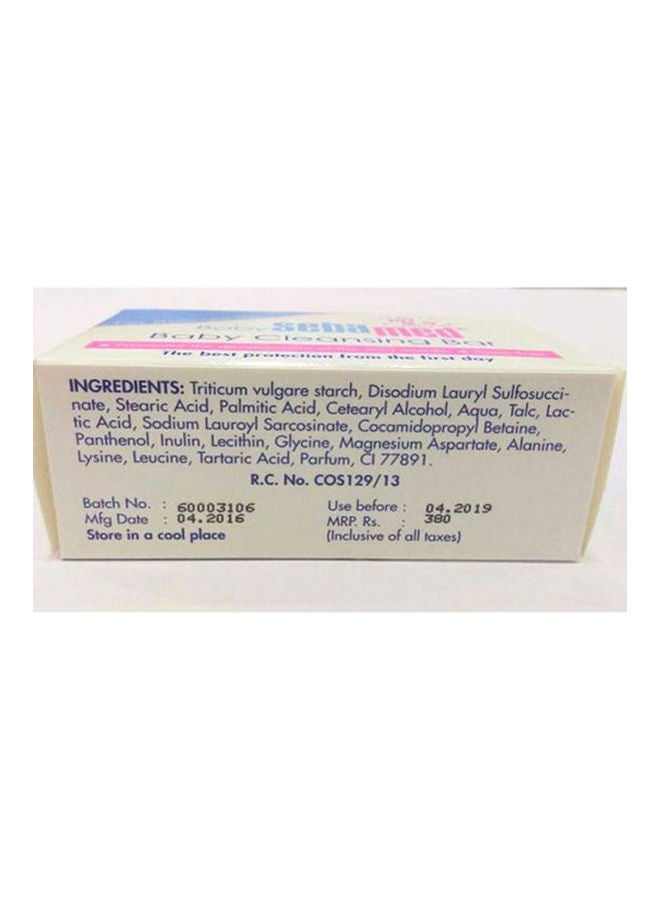 Baby sebamed
Baby Cleansing Bar
The best protection from the first day
INGREDIENTS: Triticum vulgare starch, Disodium Lauryl Sulfosucci-
nate, Stearic Acid, Palmitic Acid, Cetearyl Alcohol, Aqua, Talc, Lac-
tic Acid, Sodium Lauroyl Sarcosinate, Cocamidopropyl Betaine,
Panthenol, Inulin, Lecithin, Glycine, Magnesium Aspartate, Alanine,
Lysine, Leucine, Tartaric Acid, Parfum, CI 77891.
R.C. No. COS129/13
Batch No. : 60003106 Use before : 04.2019
Mfg Date : 04.2016 MRP. Rs. : 380
Store in a cool place (Inclusive of all taxes)